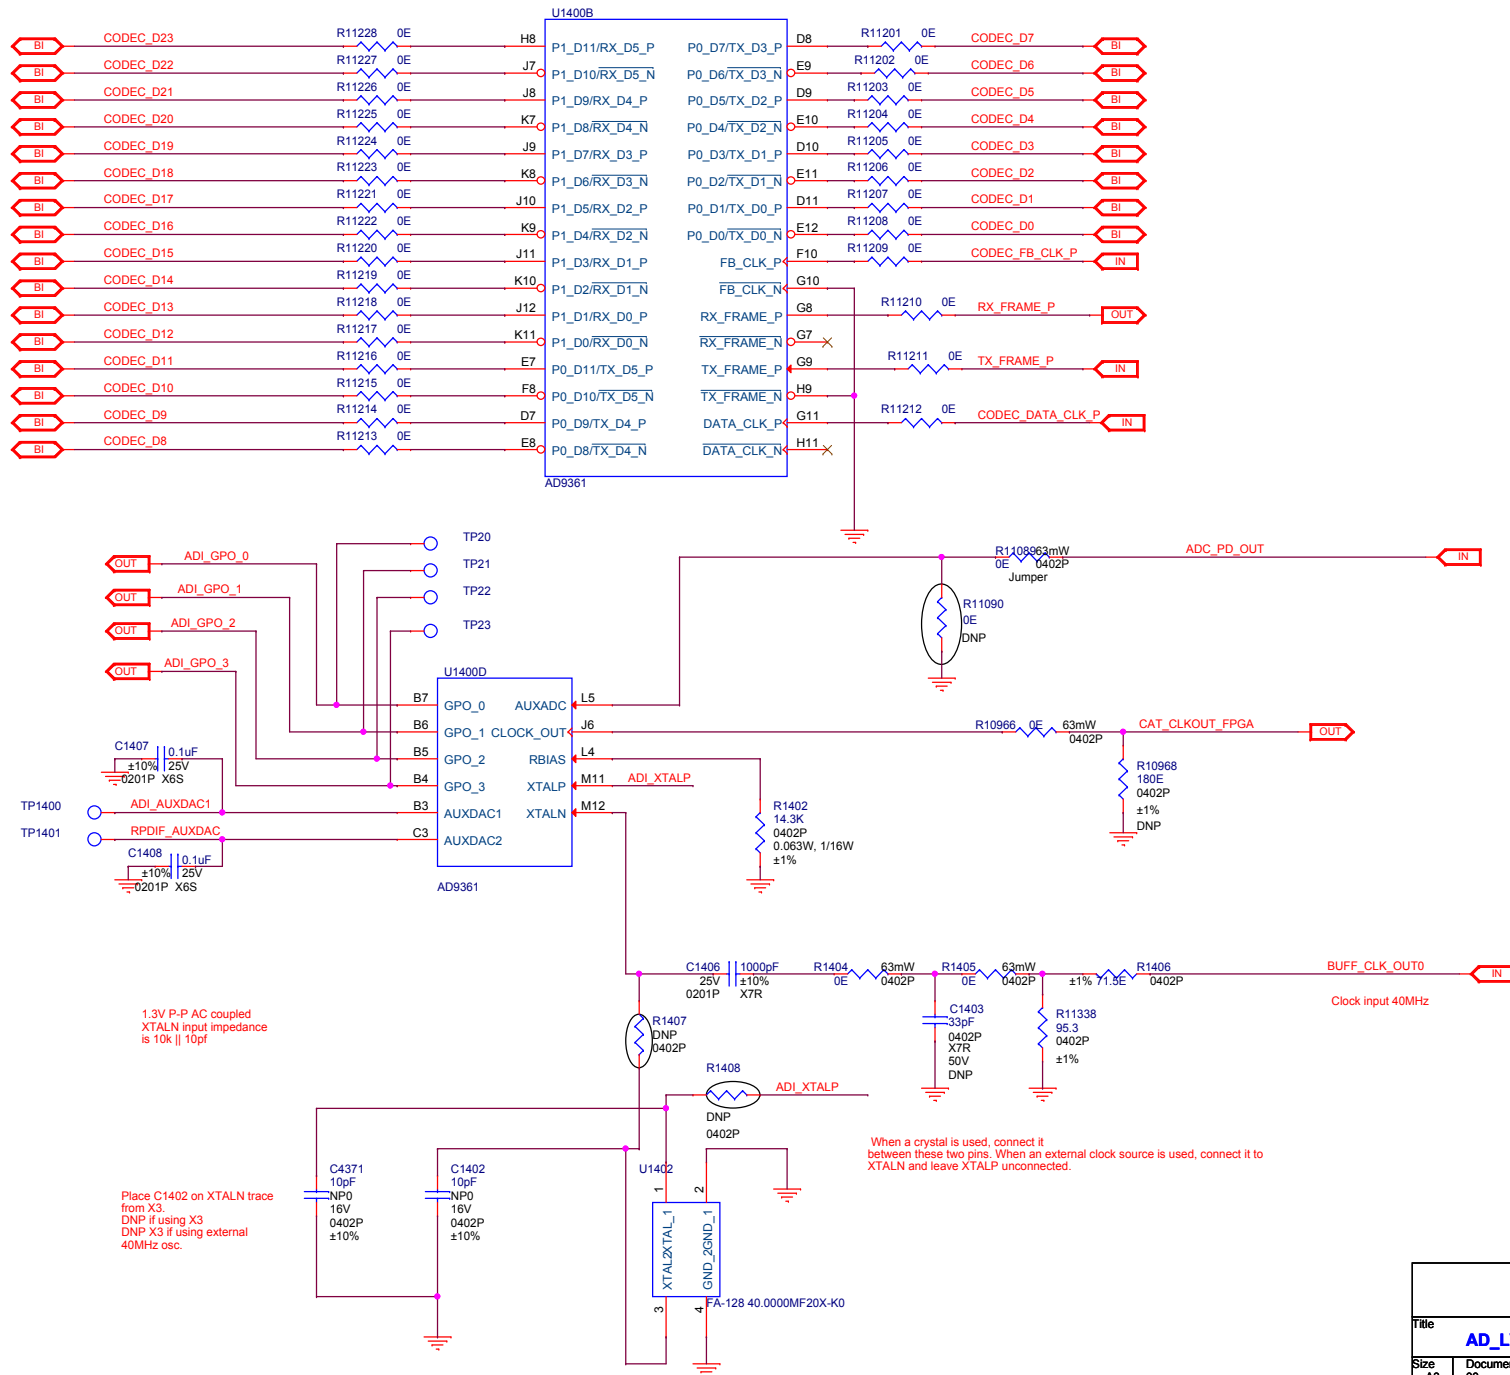 U1400B
BI CODEC_D23 R11228 0E H8 P1_D11/RX_D5_P P0_D7/TX_D3_P D8 R11201 0E CODEC_D7 BI
BI CODEC_D22 R11227 0E J7 P1_D10/RX_D5_N P0_D6/TX_D3_N E9 R11202 0E CODEC_D6 BI
BI CODEC_D21 R11226 0E J8 P1_D9/RX_D4_P P0_D5/TX_D2_P D9 R11203 0E CODEC_D5 BI
BI CODEC_D20 R11225 0E K7 P1_D8/RX_D4_N P0_D4/TX_D2_N E10 R11204 0E CODEC_D4 BI
BI CODEC_D19 R11224 0E J9 P1_D7/RX_D3_P P0_D3/TX_D1_P D10 R11205 0E CODEC_D3 BI
BI CODEC_D18 R11223 0E K8 P1_D6/RX_D3_N P0_D2/TX_D1_N E11 R11206 0E CODEC_D2 BI
BI CODEC_D17 R11221 0E J10 P1_D5/RX_D2_P P0_D1/TX_D0_P D11 R11207 0E CODEC_D1 BI
BI CODEC_D16 R11222 0E K9 P1_D4/RX_D2_N P0_D0/TX_D0_N E12 R11208 0E CODEC_D0 BI
BI CODEC_D15 R11220 0E J11 P1_D3/RX_D1_P FB_CLK_P F10 R11209 0E CODEC_FB_CLK_P IN
BI CODEC_D14 R11219 0E K10 P1_D2/RX_D1_N FB_CLK_N G10
BI CODEC_D13 R11218 0E J12 P1_D1/RX_D0_P RX_FRAME_P G8 R11210 0E RX_FRAME_P OUT
BI CODEC_D12 R11217 0E K11 P1_D0/RX_D0_N RX_FRAME_N G7
BI CODEC_D11 R11216 0E E7 P0_D11/TX_D5_P TX_FRAME_P G9 R11211 0E TX_FRAME_P IN
BI CODEC_D10 R11215 0E F8 P0_D10/TX_D5_N TX_FRAME_N H9
BI CODEC_D9 R11214 0E D7 P0_D9/TX_D4_P DATA_CLK_P G11 R11212 0E CODEC_DATA_CLK_P IN
BI CODEC_D8 R11213 0E E8 P0_D8/TX_D4_N DATA_CLK_N H11
AD9361
TP20
OUT ADI_GPO_0
TP21
OUT ADI_GPO_1
TP22
OUT ADI_GPO_2
TP23
OUT ADI_GPO_3
R11089 63mW ADC_PD_OUT IN
0E 0402P
Jumper
R11090
0E
DNP
U1400D
B7 GPO_0 AUXADC L5
B6 GPO_1 CLOCK_OUT J6 R10966 0E 63mW CAT_CLKOUT_FPGA OUT
0402P
B5 GPO_2 RBIAS L4
B4 GPO_3 XTALP M11 ADI_XTALP
B3 AUXDAC1 XTALN M12
C3 AUXDAC2
AD9361
C1407 0.1uF
±10% 25V
0201P X6S
TP1400 ADI_AUXDAC1
TP1401 RPDIF_AUXDAC
C1408 0.1uF
±10% 25V
0201P X6S
R1402
14.3K
0402P
0.063W, 1/16W
±1%
R10968
180E
0402P
±1%
DNP
C1406 1000pF
25V ±10%
0201P X7R
R1404 63mW
0E 0402P
R1405 63mW
0E 0402P
R1406
±1% 71.5E 0402P
BUFF_CLK_OUT0 IN
Clock input 40MHz
C1403
33pF
0402P
X7R
50V
DNP
R11338
95.3
0402P
±1%
1.3V P-P AC coupled
XTALN input impedance
is 10k || 10pf
R1407
DNP
0402P
R1408
ADI_XTALP
DNP
0402P
When a crystal is used, connect it
between these two pins. When an external clock source is used, connect it to
XTALN and leave XTALP unconnected.
Place C1402 on XTALN trace
from X3.
DNP if using X3
DNP X3 if using external
40MHz osc.
C4371
10pF
NP0
16V
0402P
±10%
C1402
10pF
NP0
16V
0402P
±10%
U1402
1 2
XTAL2 XTAL_1
GND_2 GND_1
3 4
FA-128 40.0000MF20X-K0
Title
Size